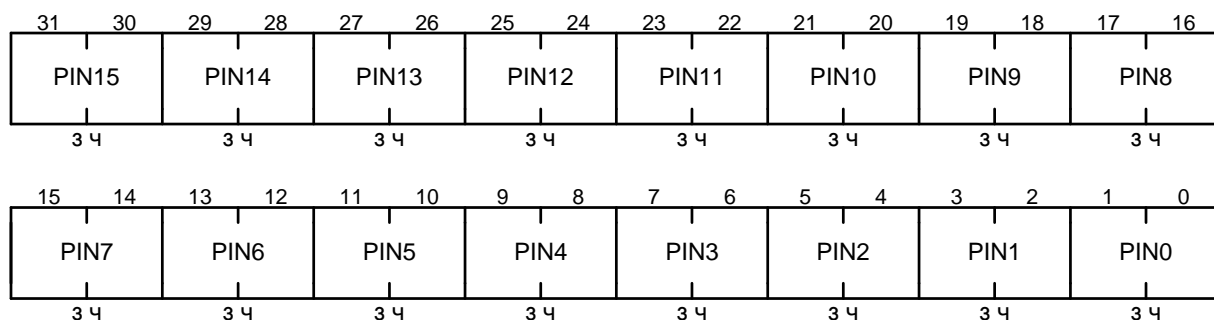 31 30 29 28 27 26 25 24 23 22 21 20 19 18 17 16
PIN15 PIN14 PIN13 PIN12 PIN11 PIN10 PIN9 PIN8
з ч з ч з ч з ч з ч з ч з ч з ч
15 14 13 12 11 10 9 8 7 6 5 4 3 2 1 0
PIN7 PIN6 PIN5 PIN4 PIN3 PIN2 PIN1 PIN0
з ч з ч з ч з ч з ч з ч з ч з ч